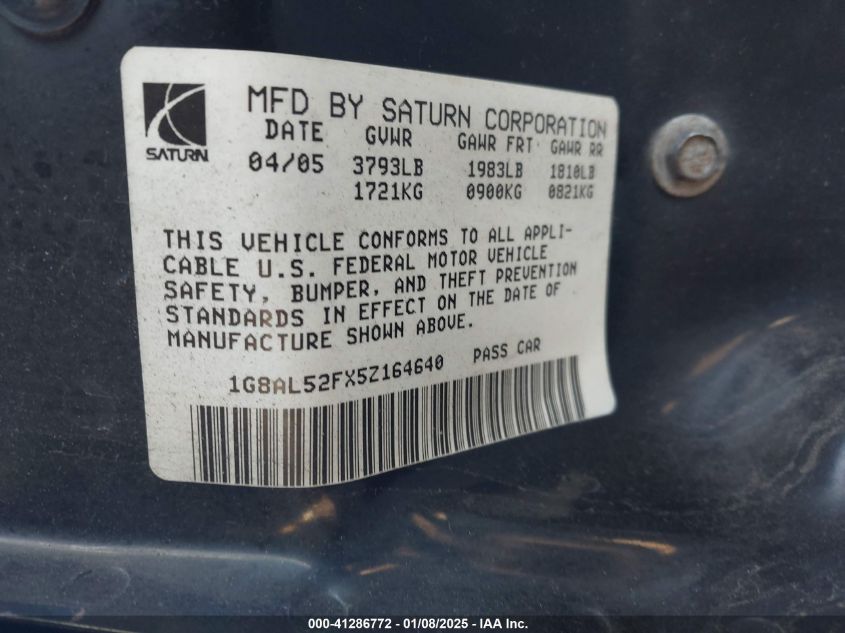 MFD BY SATURN CORPORATION
SATURN
DATE GVWR GAWR FRT GAWR RR
04/05 3793LB 1983LB 1810LB
1721KG 0900KG 0821KG
THIS VEHICLE CONFORMS TO ALL APPLI-
CABLE U.S. FEDERAL MOTOR VEHICLE
SAFETY, BUMPER, AND THEFT PREVENTION
STANDARDS IN EFFECT ON THE DATE OF
MANUFACTURE SHOWN ABOVE.
1G8AL52FX5Z164640 PASS CAR
000-41286772 - 01/08/2025 - IAA Inc.